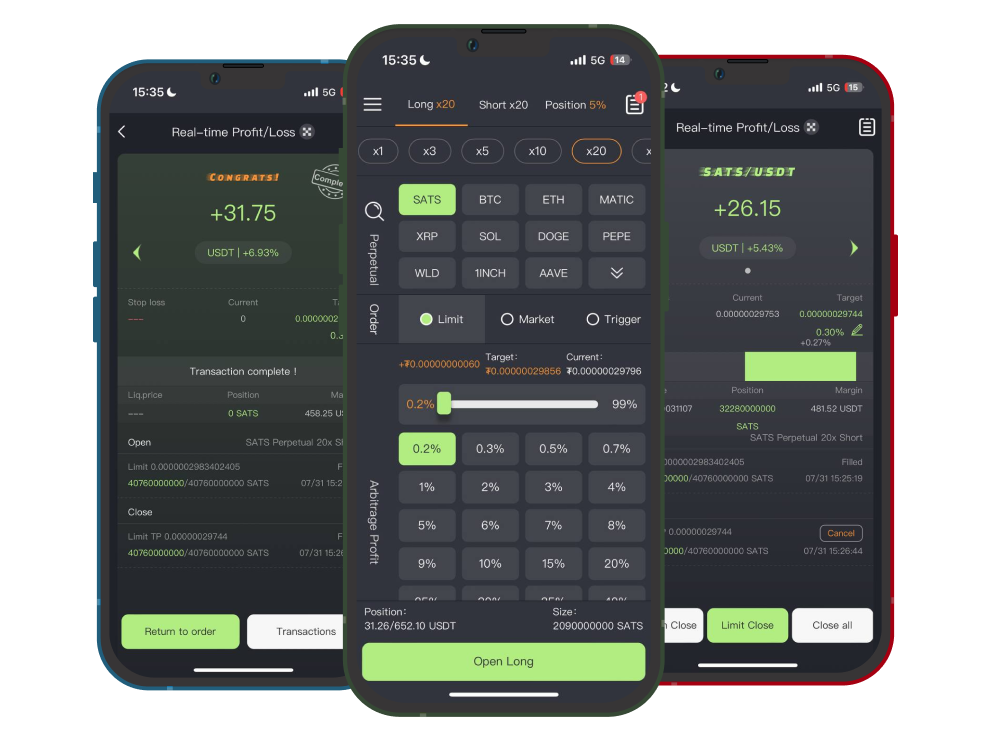 15:35
5G
Real-time Profit/Loss
CONGRATS!
+31.75
USDT | +6.93%
Stop loss
Current
---
0
0.0000002
Transaction complete !
Liq.price
Position
---
0 SATS
458.25
Open
SATS Perpetual 20x
Limit 0.0000002983402405
40760000000/40760000000 SATS
07/31 15:2
Close
Limit TP 0.00000029744
40760000000/40760000000 SATS
07/31 15:26
Return to order
Transactions
15:35
5G
14
Long x20
Short x20
Position 5%
1
x1
x3
x5
x10
x20
Perpetual
SATS
BTC
ETH
MATIC
XRP
SOL
DOGE
PEPE
WLD
1INCH
AAVE
Order
Limit
Market
Trigger
+₮0.00000000060
Target:
₮0.00000029856
Current:
₮0.00000029796
0.2%
99%
Arbitrage Profit
0.2%
0.3%
0.5%
0.7%
1%
2%
3%
4%
5%
6%
7%
8%
9%
10%
15%
20%
Position:
31.26/652.10 USDT
Size:
2090000000 SATS
Open Long
5G
15
Real-time Profit/Loss
SATS/USDT
+26.15
USDT | +5.43%
Current
Target
0.00000029753
0.00000029744
0.30%
+0.27%
Position
Margin
031107
32280000000
481.52 USDT
SATS
SATS Perpetual 20x Short
0000002983402405
Filled
0000/40760000000 SATS
07/31 15:25:19
0.00000029744
Cancel
0000/40760000000 SATS
07/31 15:26:44
Close
Limit Close
Close all